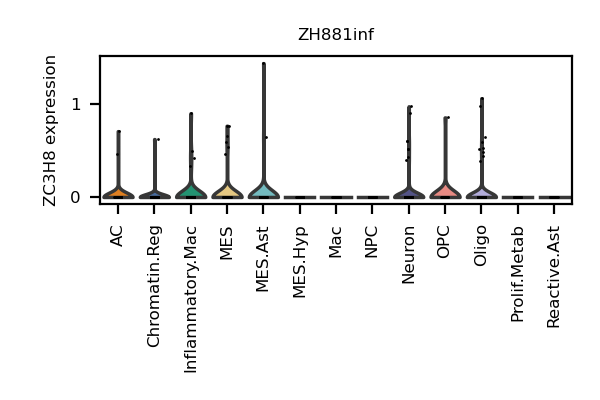 ZH881inf
ZC3H8 expression
1
0
AC
Chromatin.Reg
Inflammatory.Mac
MES
MES.Ast
MES.Hyp
Mac
NPC
Neuron
OPC
Oligo
Prolif.Metab
Reactive.Ast